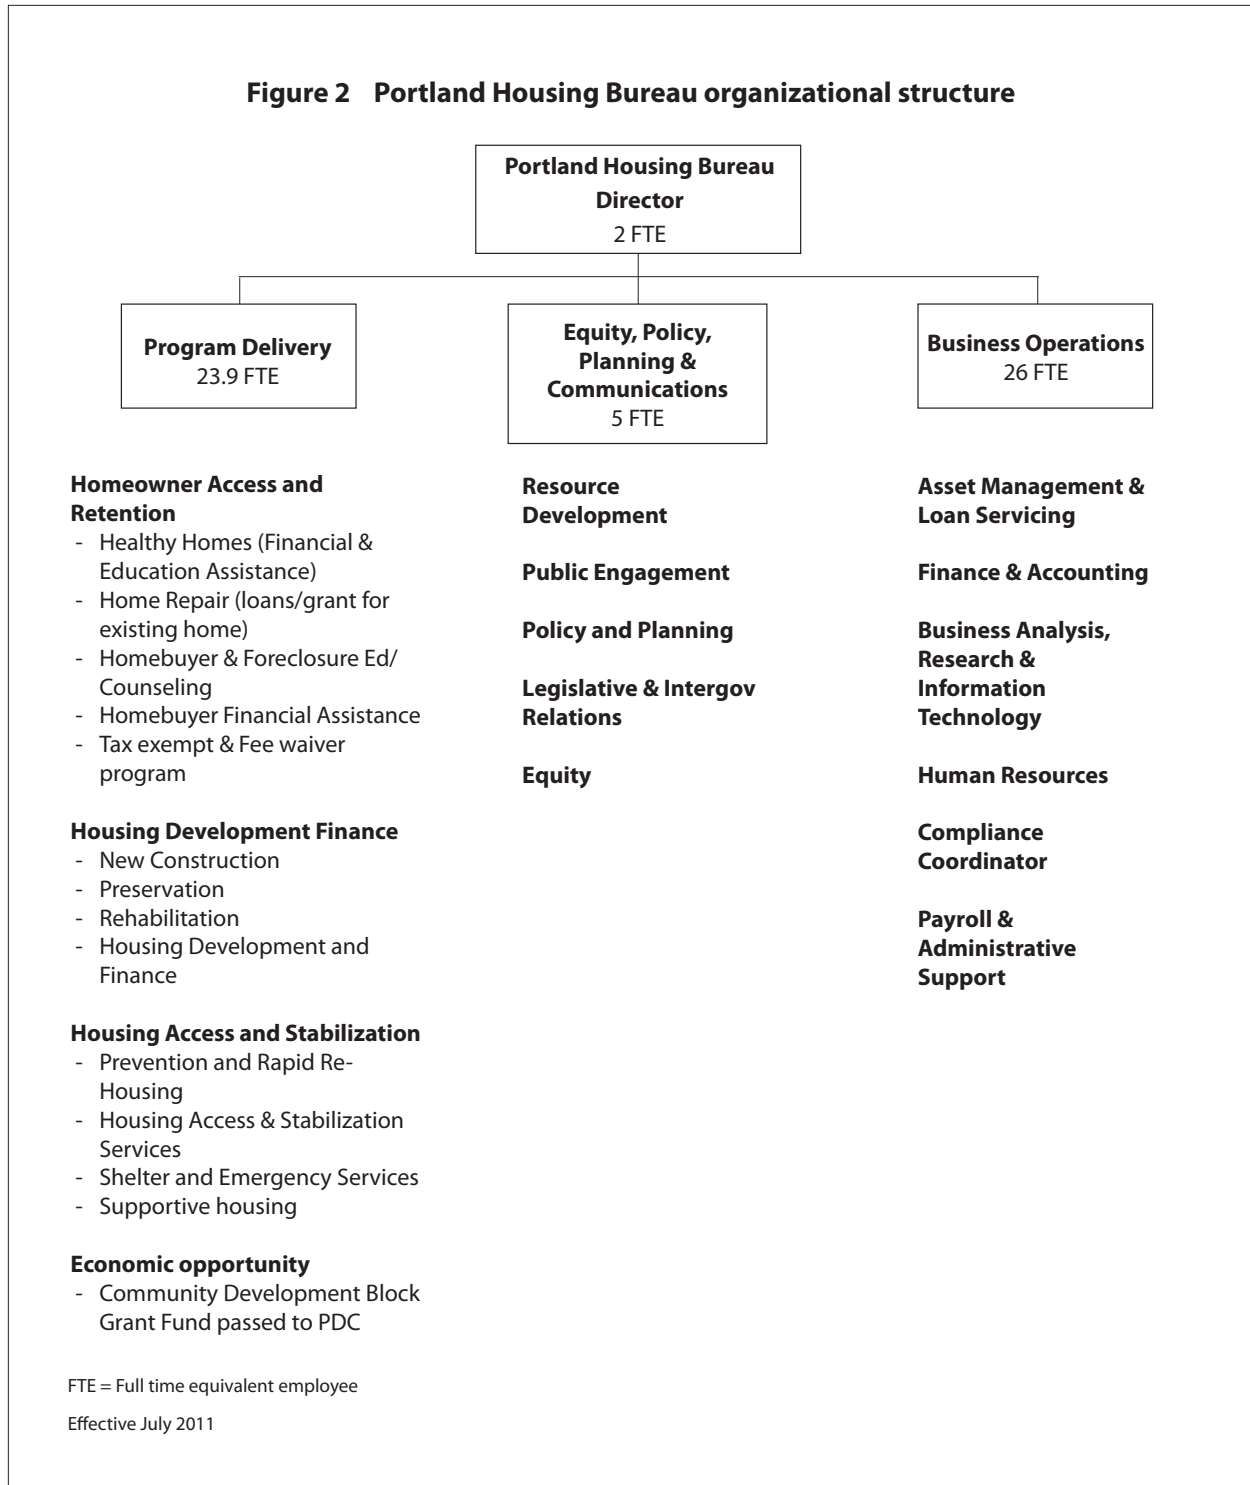 Figure 2 Portland Housing Bureau organizational structure
Portland Housing Bureau
Director
2 FTE
Program Delivery
23.9 FTE
Equity, Policy,
Planning &
Communications
5 FTE
Business Operations
26 FTE
Homeowner Access and
Retention
- Healthy Homes (Financial &
Education Assistance)
- Home Repair (loans/grant for
existing home)
- Homebuyer & Foreclosure Ed/
Counseling
- Homebuyer Financial Assistance
- Tax exempt & Fee waiver
program
Housing Development Finance
- New Construction
- Preservation
- Rehabilitation
- Housing Development and
Finance
Housing Access and Stabilization
- Prevention and Rapid Re-
Housing
- Housing Access & Stabilization
Services
- Shelter and Emergency Services
- Supportive housing
Economic opportunity
- Community Development Block
Grant Fund passed to PDC
Resource
Development
Public Engagement
Policy and Planning
Legislative & Intergov
Relations
Equity
Asset Management &
Loan Servicing
Finance & Accounting
Business Analysis,
Research &
Information
Technology
Human Resources
Compliance
Coordinator
Payroll &
Administrative
Support
FTE = Full time equivalent employee
Effective July 2011